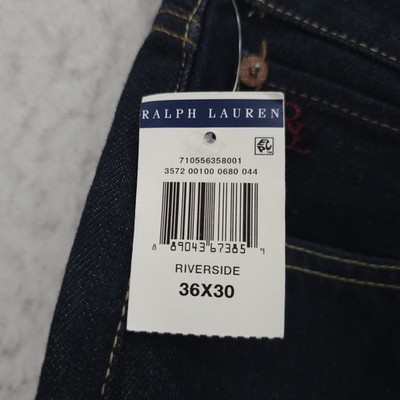 RALPH LAUREN
710556358001
3572 00100 0680 044
8 89043 67385 9
RIVERSIDE
36X30